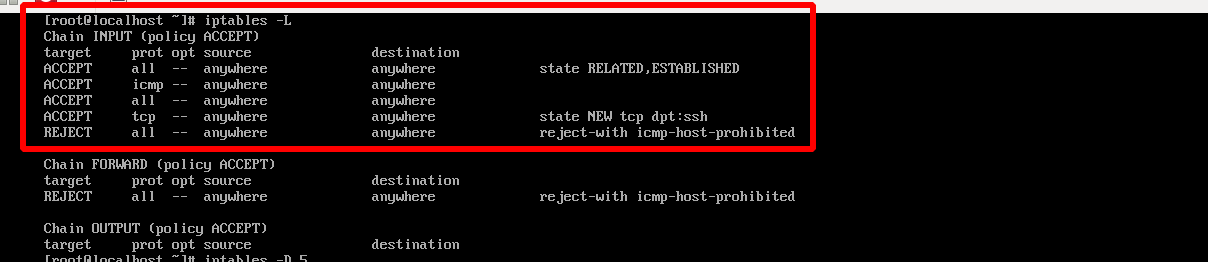 [root@localhost ~]# iptables -L
Chain INPUT (policy ACCEPT)
target prot opt source destination
ACCEPT all -- anywhere anywhere state RELATED,ESTABLISHED
ACCEPT icmp -- anywhere anywhere
ACCEPT all -- anywhere anywhere
ACCEPT tcp -- anywhere anywhere state NEW tcp dpt:ssh
REJECT all -- anywhere anywhere reject-with icmp-host-prohibited
Chain FORWARD (policy ACCEPT)
target prot opt source destination
REJECT all -- anywhere anywhere reject-with icmp-host-prohibited
Chain OUTPUT (policy ACCEPT)
target prot opt source destination
[root@localhost ~]# iptables -D 5